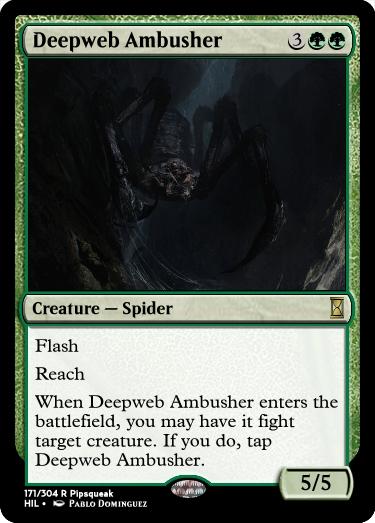 Deepweb Ambusher 3
Creature — Spider
Flash
Reach
When Deepweb Ambusher enters the
battlefield, you may have it fight
target creature. If you do, tap
Deepweb Ambusher.
5/5
171/304 R Pipsqueak
HIL • Pablo Dominguez